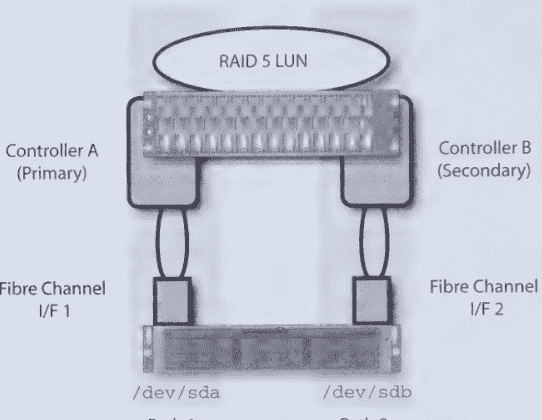 RAID 5 LUN
Controller A
(Primary)
Controller B
(Secondary)
Fibre Channel
I/F 1
Fibre Channel
I/F 2
/dev/sda
/dev/sdb